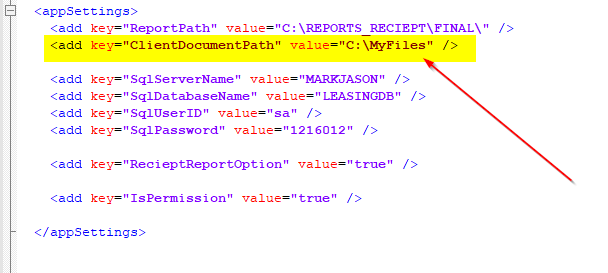 <appSettings>
<add key="ReportPath" value="C:\REPORTS_RECIEPT\FINAL\" />
<add key="ClientDocumentPath" value="C:\MyFiles" />
<add key="SqlServerName" value="MARKJASON" />
<add key="SqlDatabaseName" value="LEASINGDB" />
<add key="SqlUserID" value="sa" />
<add key="SqlPassword" value="1216012" />
<add key="RecieptReportOption" value="true" />
<add key="IsPermission" value="true" />
</appSettings>